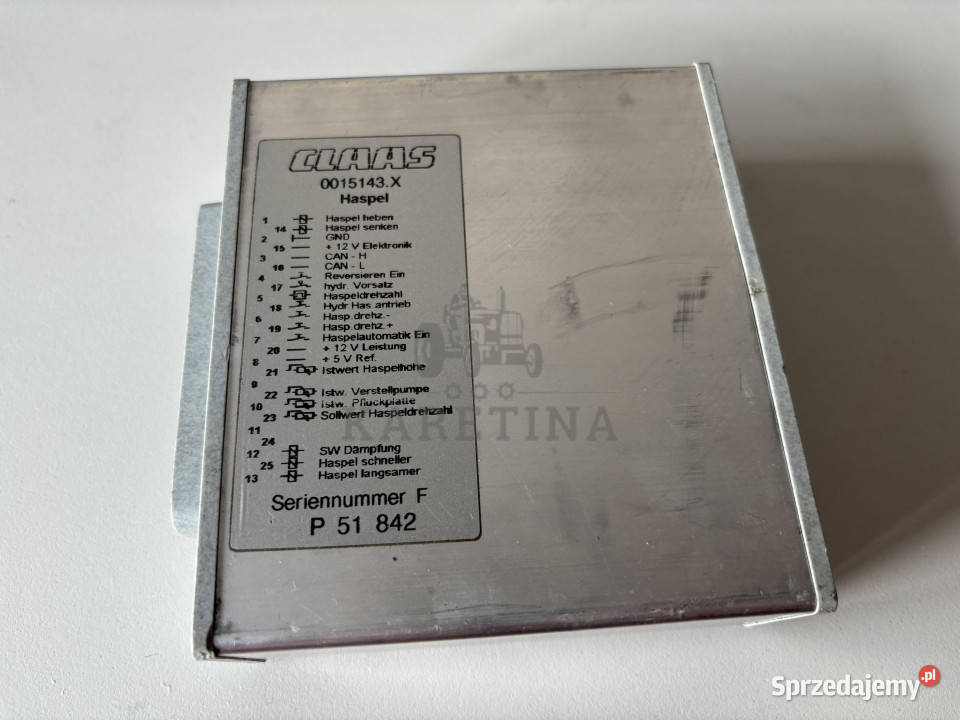 CLAAS
0015143.X
Haspel
1 Haspel heben
14 Haspel senken
2 GND
15 + 12 V Elektronik
3 CAN - H
16 CAN - L
4 Reversieren Ein
17 hydr. Vorsatz
5 Haspeldrehzahl
18 Hydr Has antrieb
6 Hasp.drehz.-
19 Hasp.drehz.+
7 Haspelautomatik Ein
20 + 12 V Leistung
8 + 5 V Ref.
21 Istwert Haspelhöhe
9
22 Istw. Verstellpumpe
10 Istw. Pflückplatte
23 Sollwert Haspeldrehzahl
11
24
12 SW Dämpfung
25 Haspel schneller
13 Haspel langsamer
Seriennummer F
P 51 842
KARETINA
Sprzedajemy.pl